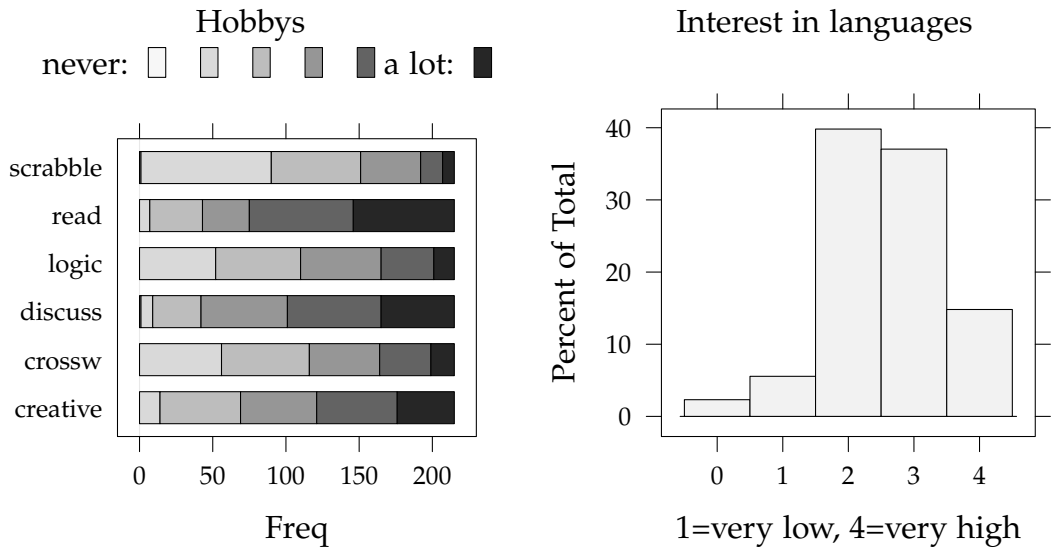 Hobbys
never: a lot:
scrabble
read
logic
discuss
crossw
creative
0 50 100 150 200
Freq
Interest in languages
Percent of Total
40
30
20
10
0
0 1 2 3 4
1=very low, 4=very high